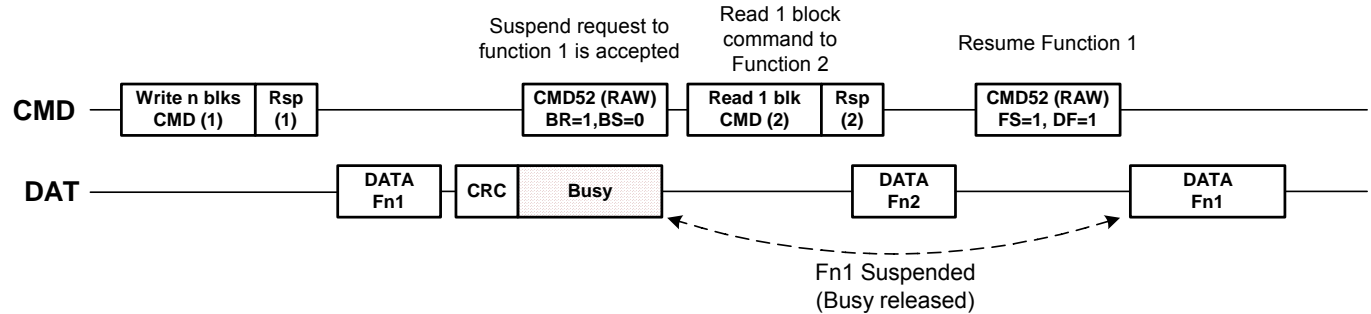 Suspend request to
function 1 is accepted
Read 1 block
command to
Function 2
Resume Function 1
CMD
Write n blks
CMD (1)
Rsp
(1)
CMD52 (RAW)
BR=1,BS=0
Read 1 blk
CMD (2)
Rsp
(2)
CMD52 (RAW)
FS=1, DF=1
DAT
DATA
Fn1
CRC
Busy
DATA
Fn2
DATA
Fn1
Fn1 Suspended
(Busy released)